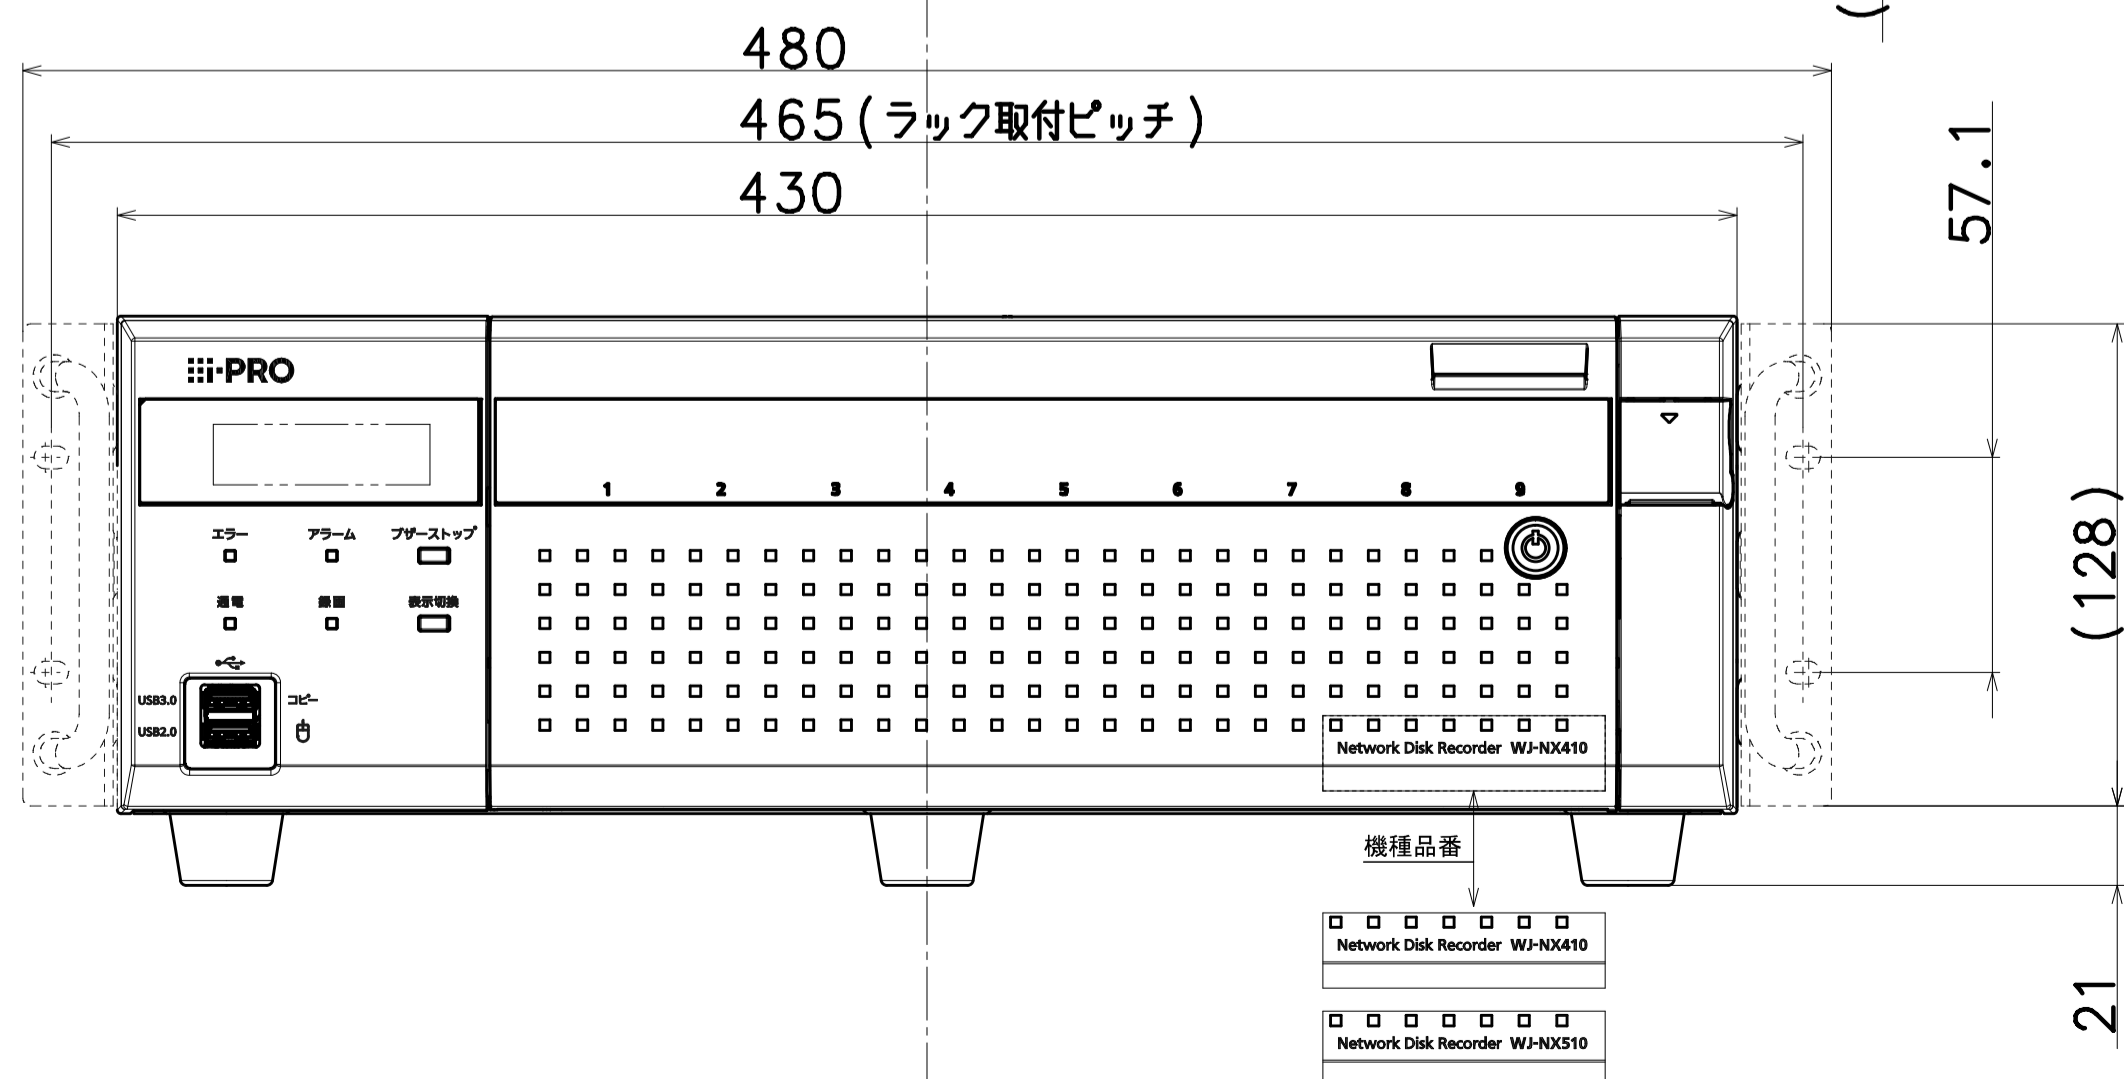 480
465(ラック取付ピッチ)
430
57.1
(128)
21
i-PRO
1 2 3 4 5 6 7 8 9
エラー アラーム ブザーストップ
通電 録画 表示切換
USB3.0 コピー
USB2.0
Network Disk Recorder WJ-NX410
機種品番
Network Disk Recorder WJ-NX410
Network Disk Recorder WJ-NX510